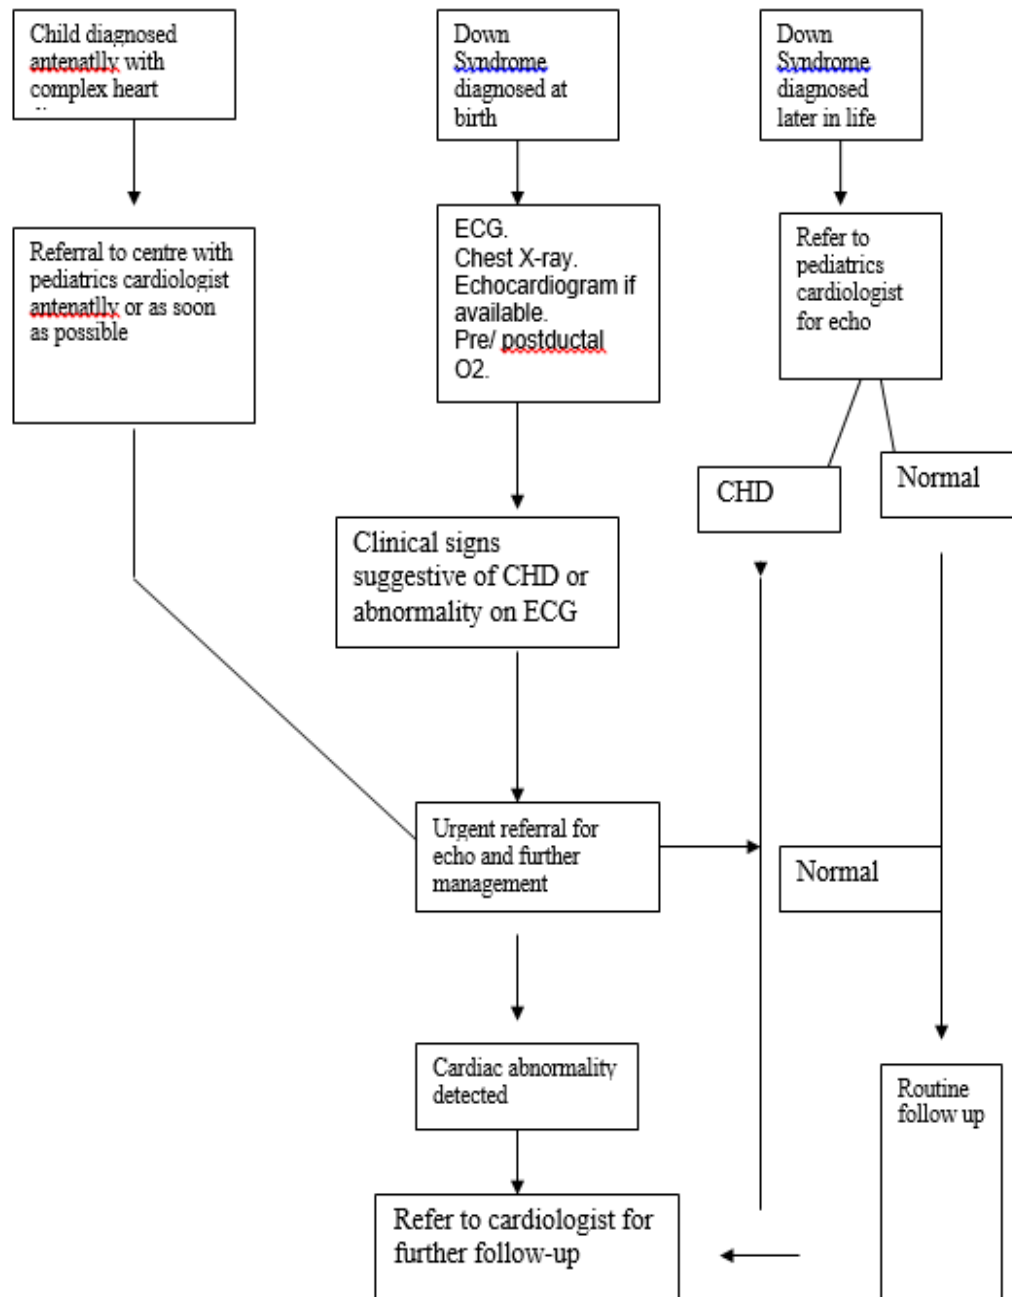 Child diagnosed
antenatlly with
complex heart
Down
Syndrome
diagnosed at
birth
Down
Syndrome
diagnosed
later in life
Referral to centre with
pediatrics cardiologist
antenatlly or as soon
as possible
ECG.
Chest X-ray.
Echocardiogram if
available.
Pre/ postductal
O2.
Refer to
pediatrics
cardiologist
for echo
CHD
Normal
Clinical signs
suggestive of CHD or
abnormality on ECG
Urgent referral for
echo and further
management
Normal
Cardiac abnormality
detected
Routine
follow up
Refer to cardiologist for
further follow-up